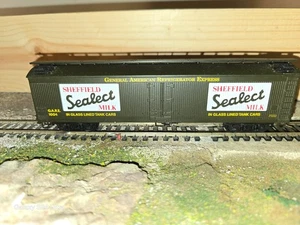 GENERAL AMERICAN REFRIGERATOR EXPRESS
SHEFFIELD
Sealect
MILK
IN GLASS LINED TANK CARS
SHEFFIELD
Sealect
MILK
IN GLASS LINED TANK CARS